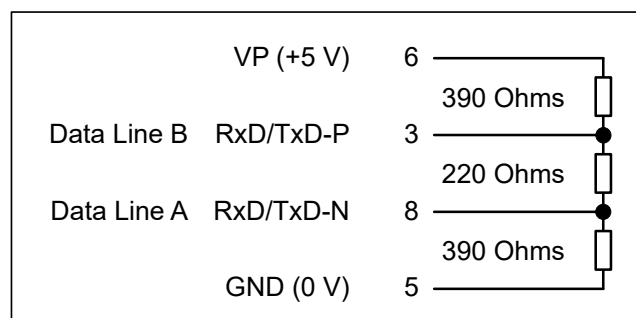 VP (+5 V) 6
390 Ohms
Data Line B RxD/TxD-P 3
220 Ohms
Data Line A RxD/TxD-N 8
390 Ohms
GND (0 V) 5